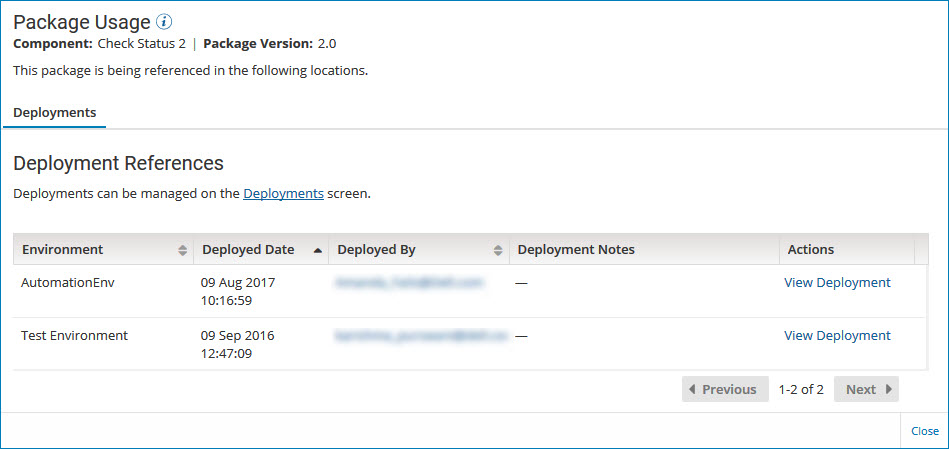 Package Usage
Component: Check Status 2 | Package Version: 2.0
This package is being referenced in the following locations.
Deployments
Deployment References
Deployments can be managed on the Deployments screen.
Environment Deployed Date Deployed By Deployment Notes Actions
AutomationEnv 09 Aug 2017 — View Deployment
10:16:59
Test Environment 09 Sep 2016 — View Deployment
12:47:09
Previous 1-2 of 2 Next
Close